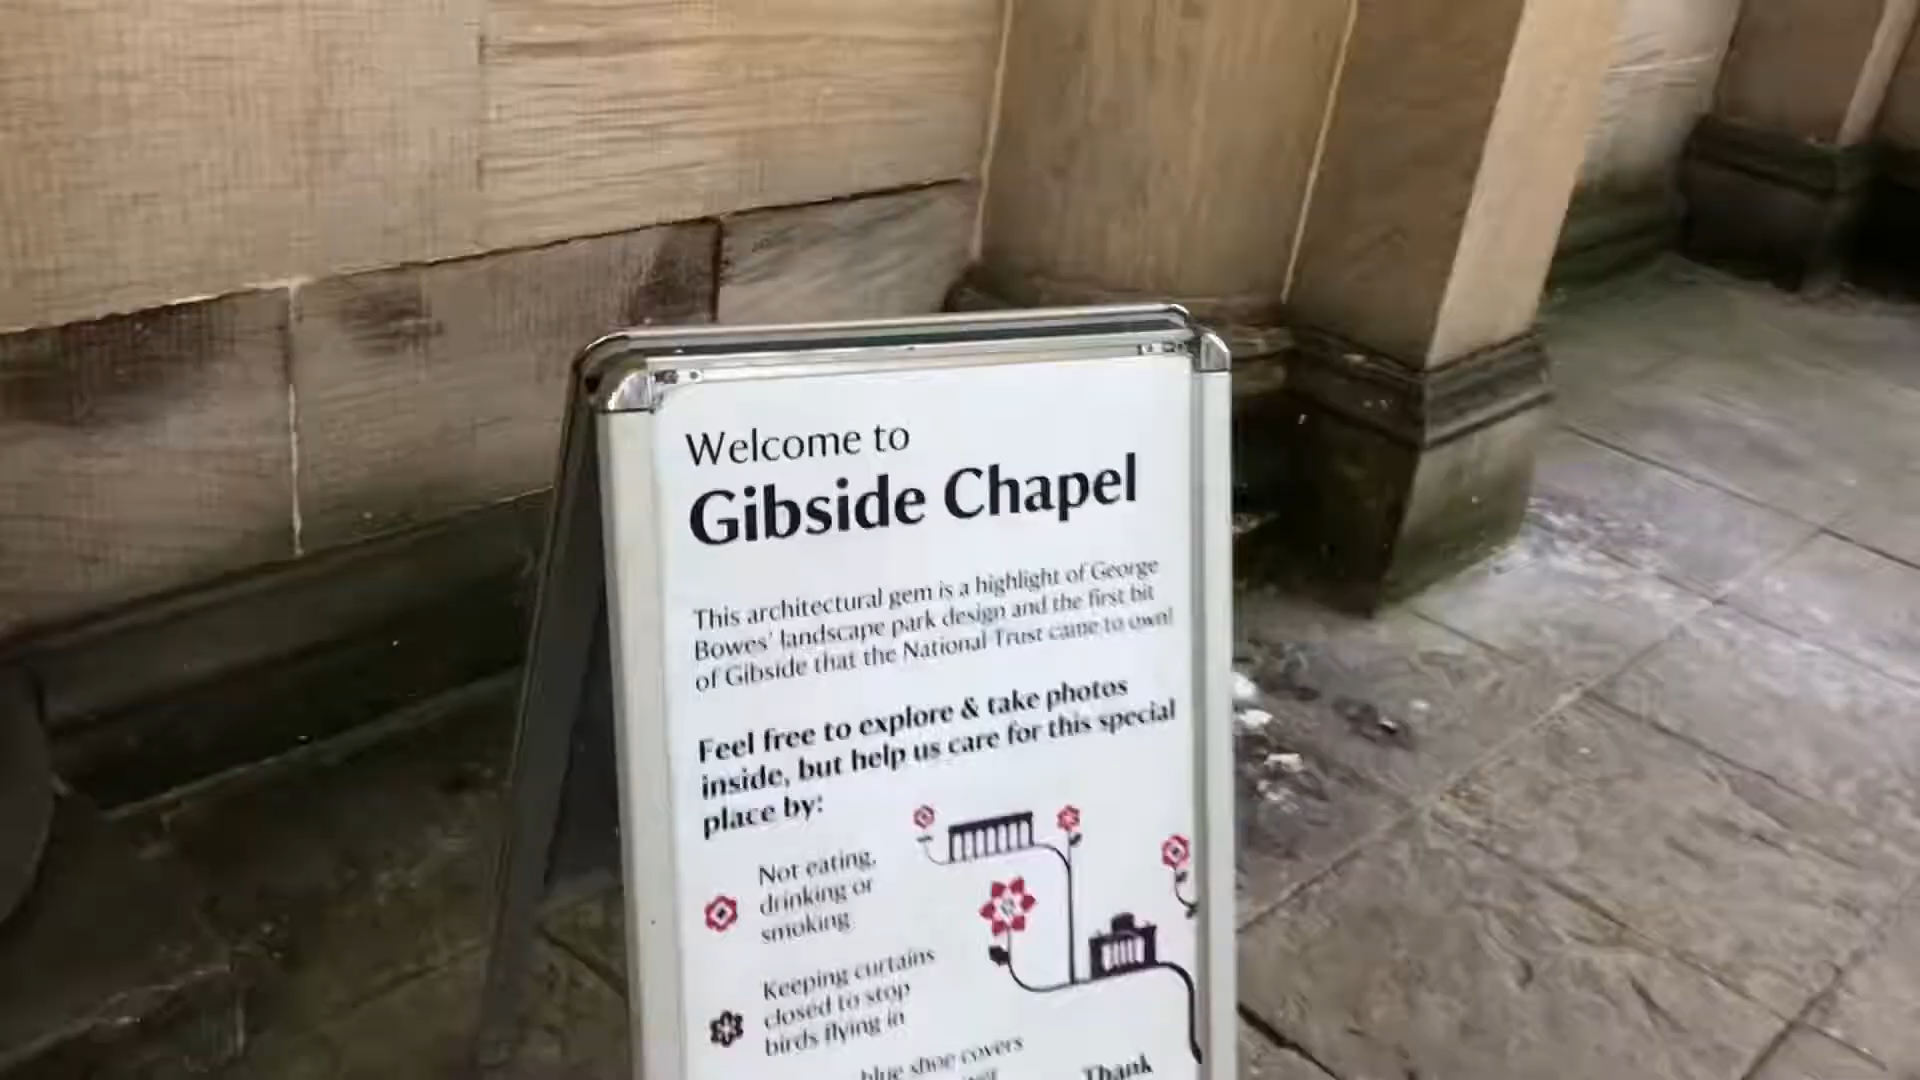 Welcome to
Gibside Chapel
This architectural gem is a highlight of George
Bowes' landscape park design and the first bit
of Gibside that the National Trust came to own!
Feel free to explore & take photos
inside, but help us care for this special
place by:
Not eating,
drinking or
smoking
Keeping curtains
closed to stop
birds flying in
blue shoe covers
Thank